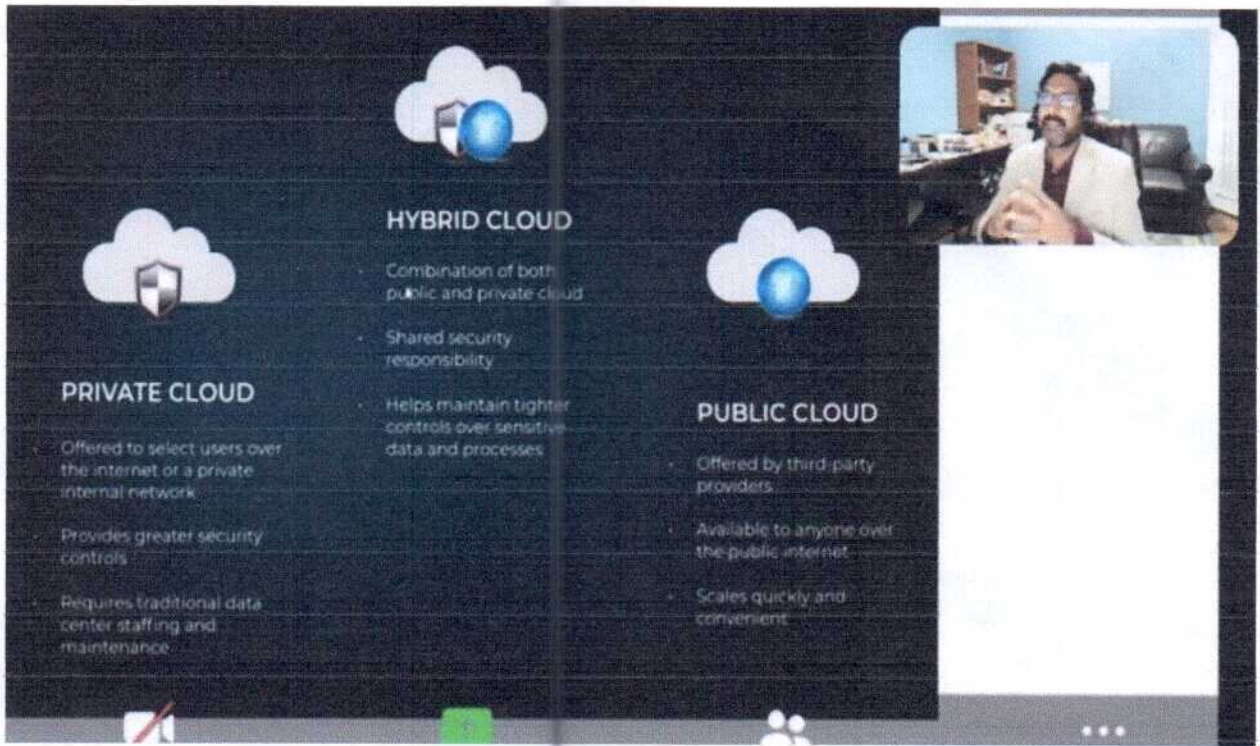 HYBRID CLOUD
Combination of both
public and private cloud
Shared security
responsibility
Helps maintain tighter
controls over sensitive
data and processes
PRIVATE CLOUD
Offered to select users over
the internet or a private
internal network
Provides greater security
controls
Requires traditional data
center staffing and
maintenance
PUBLIC CLOUD
Offered by third-party
providers
Available to anyone over
the public internet
Scales quickly and
convenient